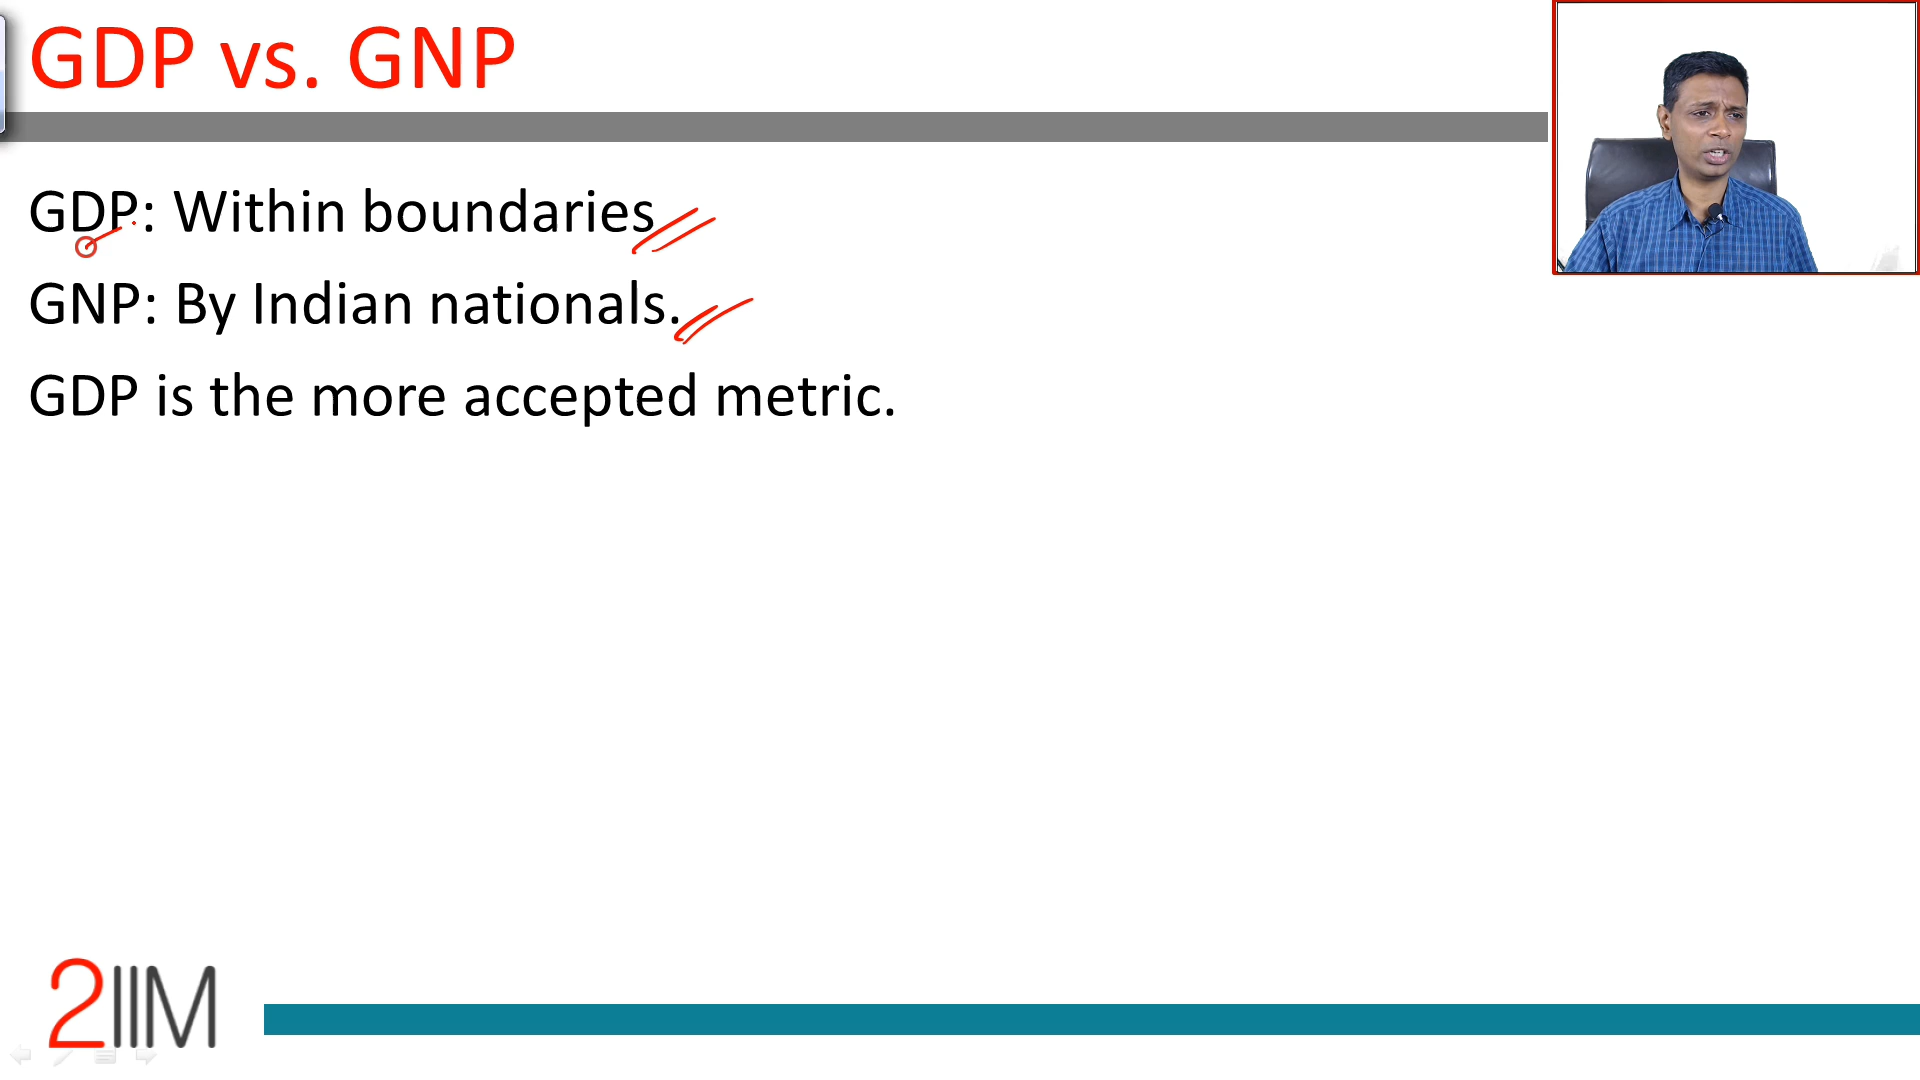 GDP vs. GNP
GDP: Within boundaries
GNP: By Indian nationals.
GDP is the more accepted metric.
2IIM